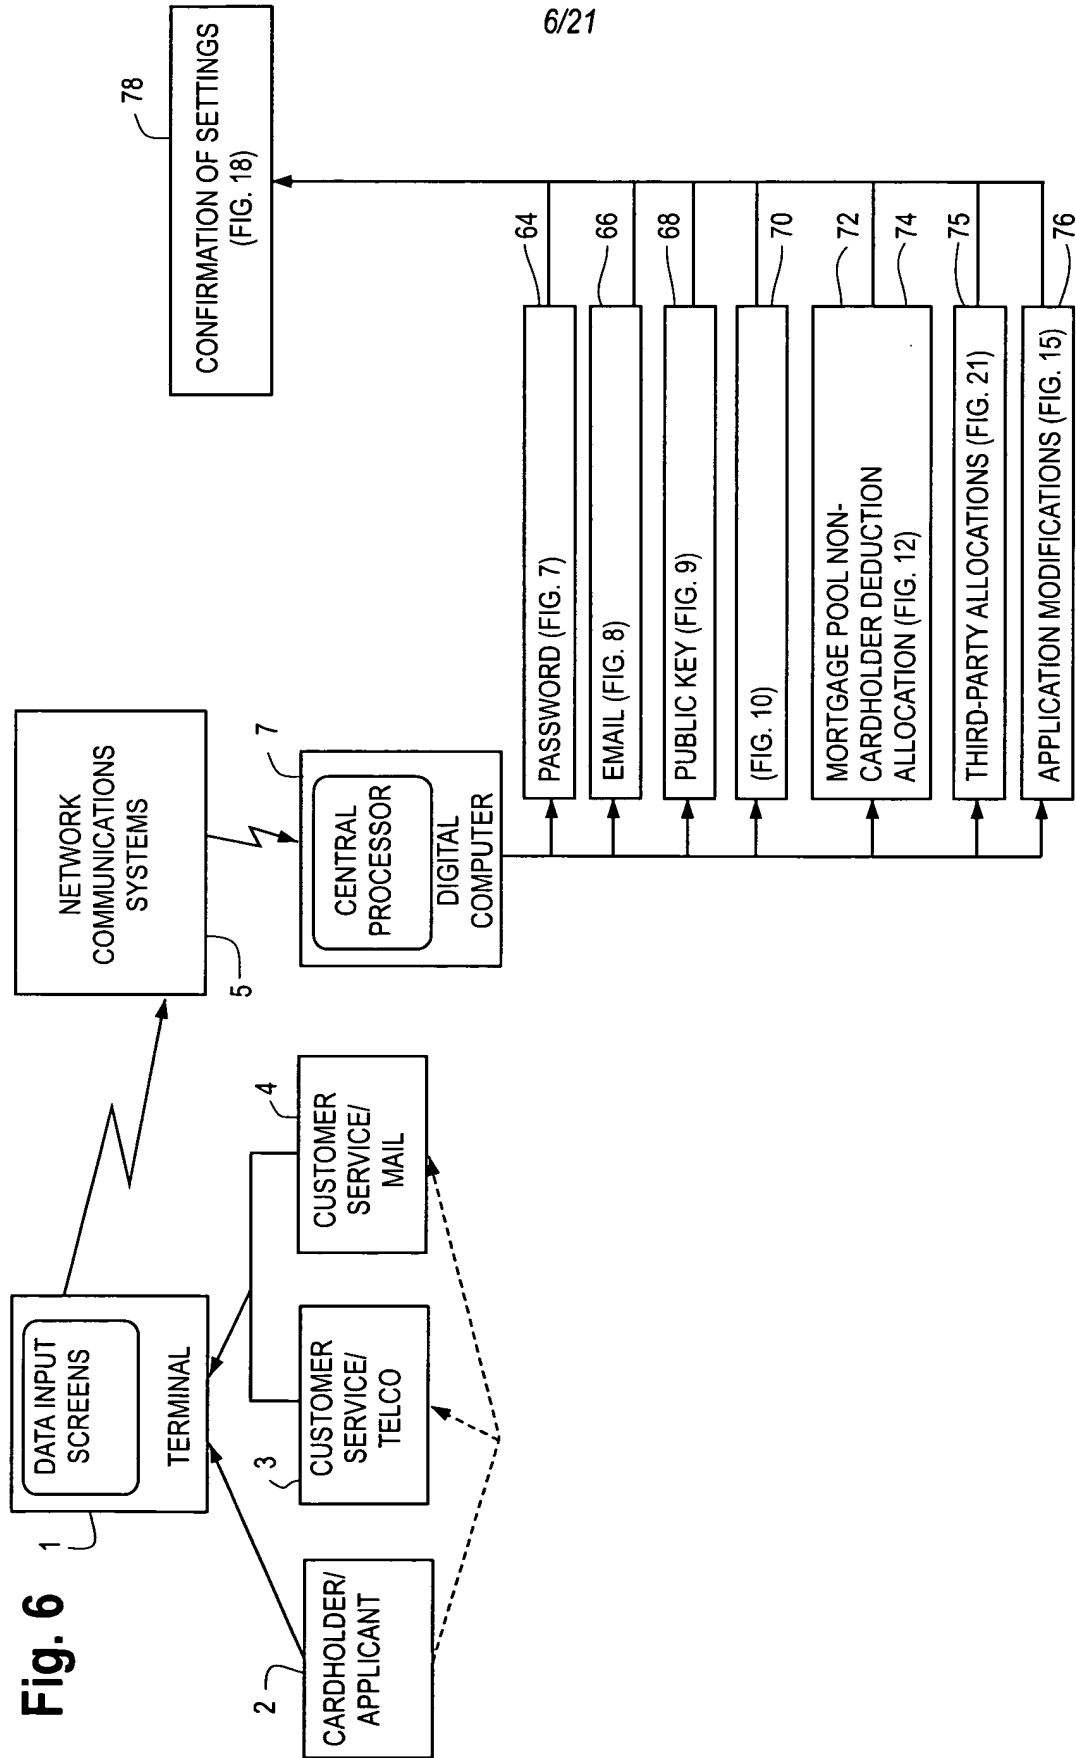 6/21
Fig. 6
1
DATA INPUT
SCREENS
TERMINAL
2
CARDHOLDER/
APPLICANT
3
CUSTOMER
SERVICE/
TELCO
4
CUSTOMER
SERVICE/
MAIL
5
NETWORK
COMMUNICATIONS
SYSTEMS
7
CENTRAL
PROCESSOR
DIGITAL
COMPUTER
PASSWORD (FIG. 7)
64
EMAIL (FIG. 8)
66
PUBLIC KEY (FIG. 9)
68
(FIG. 10)
70
MORTGAGE POOL NON-
CARDHOLDER DEDUCTION
ALLOCATION (FIG. 12)
72
74
THIRD-PARTY ALLOCATIONS (FIG. 21)
75
APPLICATION MODIFICATIONS (FIG. 15)
76
78
CONFIRMATION OF SETTINGS
(FIG. 18)